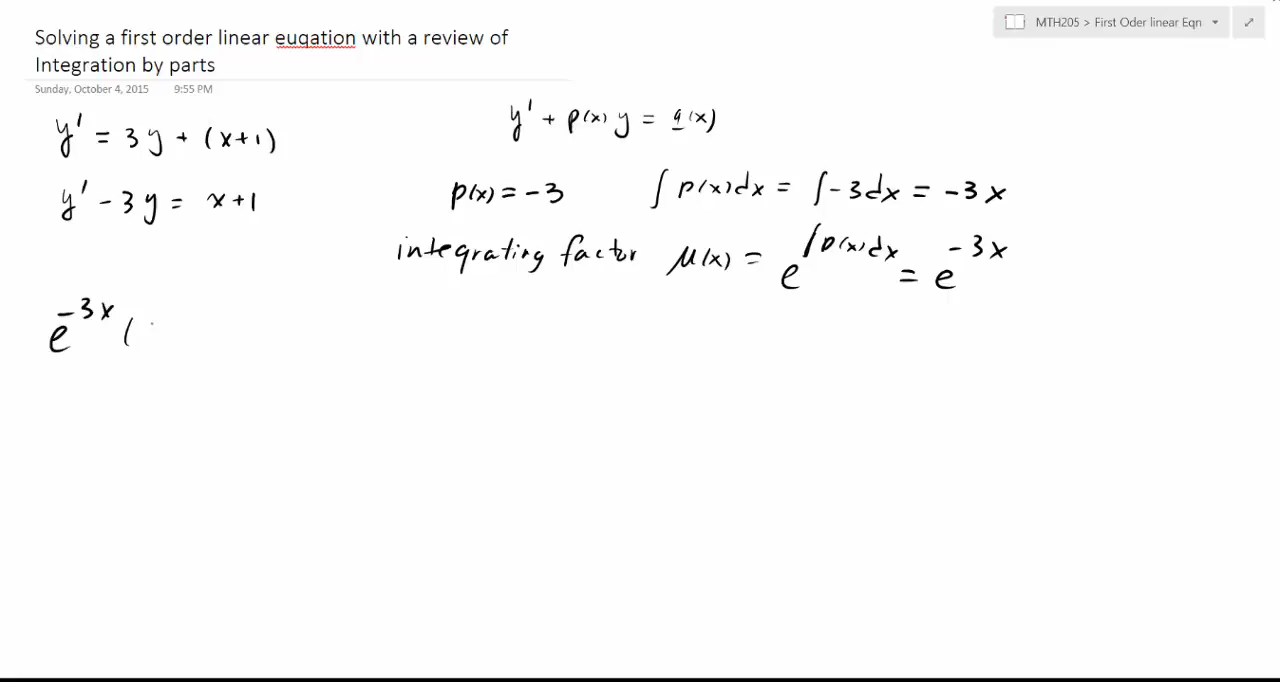 MTH205 > First Oder linear Eqn
Solving a first order linear euqation with a review of
Integration by parts
Sunday, October 4, 2015 9:55 PM
y' = 3y + (x+1)
y' + p(x) y = q(x)
y' - 3y = x+1
p(x) = -3 ∫ p(x)dx = ∫-3dx = -3x
integrating factor μ(x) = e^{∫p(x)dx} = e^{-3x}
e^{-3x} (